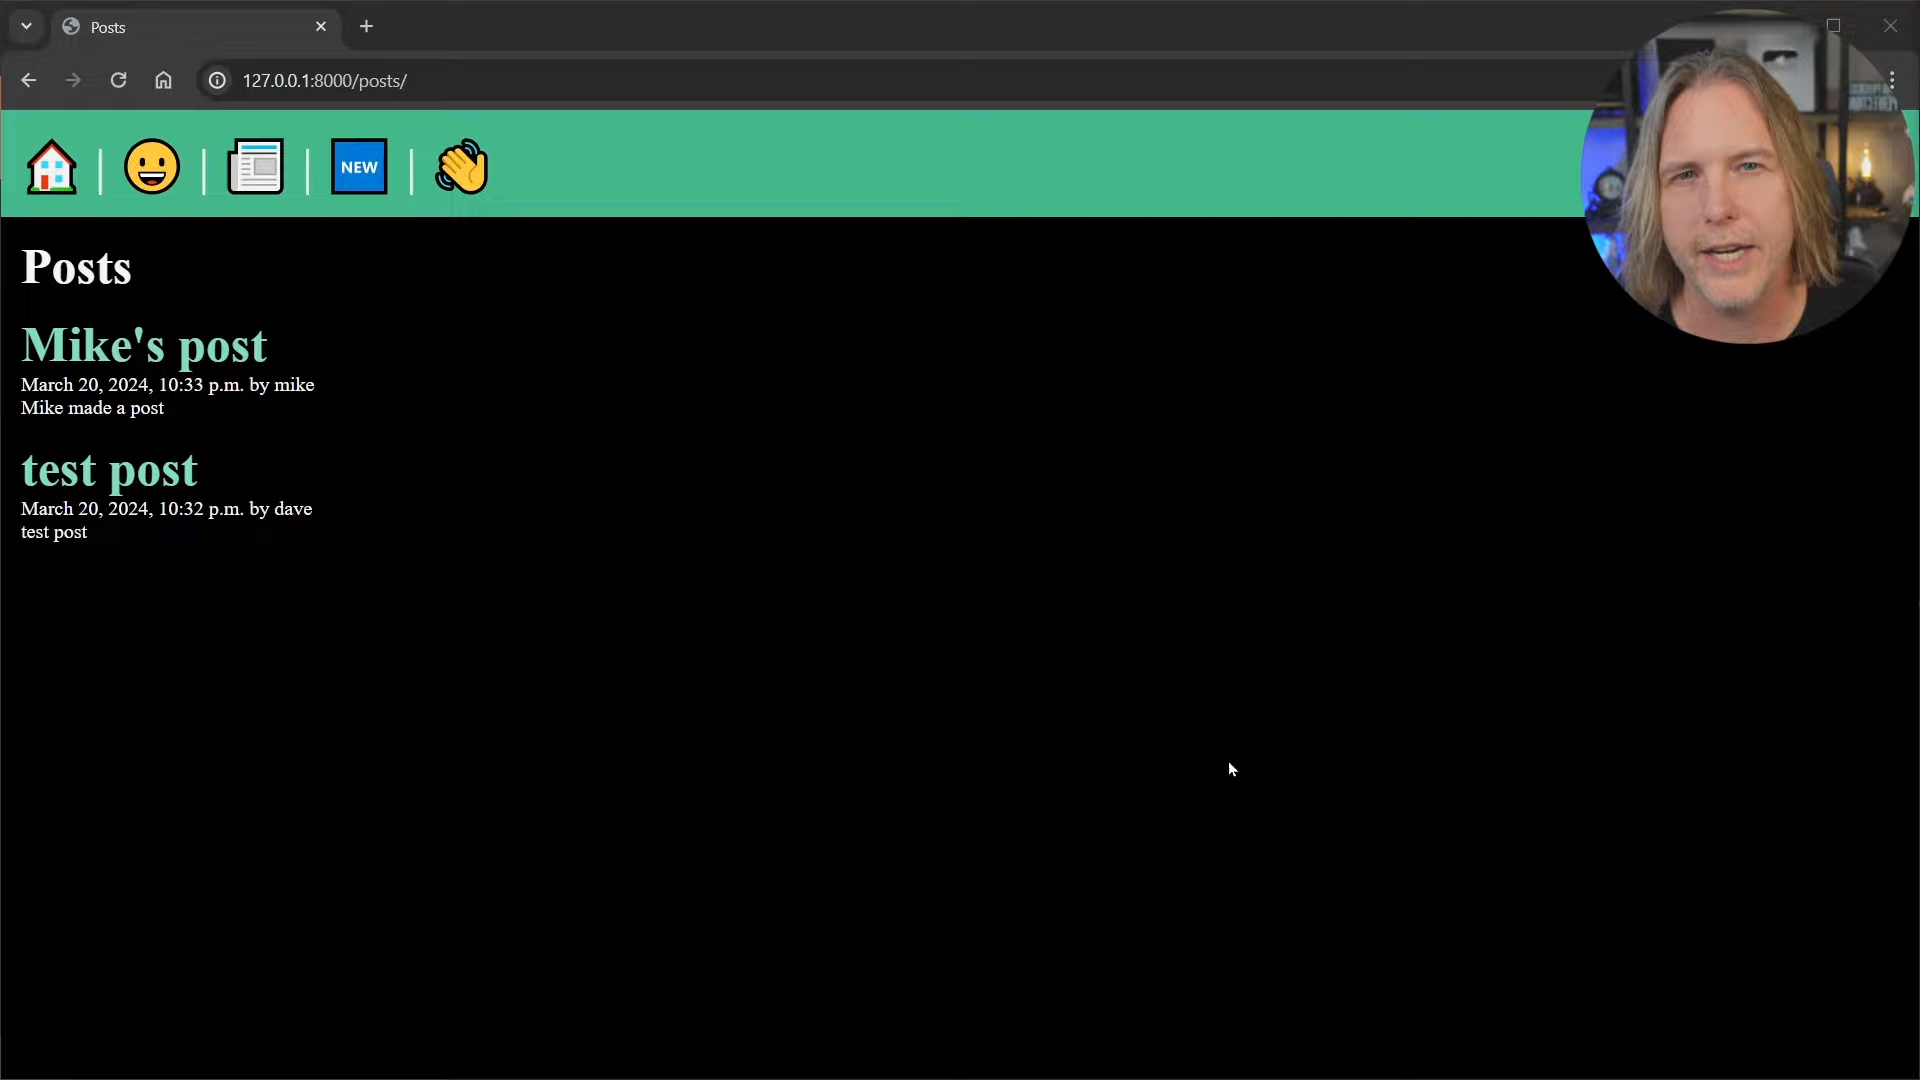 Posts
127.0.0.1:8000/posts/
NEW
Posts
Mike's post
March 20, 2024, 10:33 p.m. by mike
Mike made a post
test post
March 20, 2024, 10:32 p.m. by dave
test post